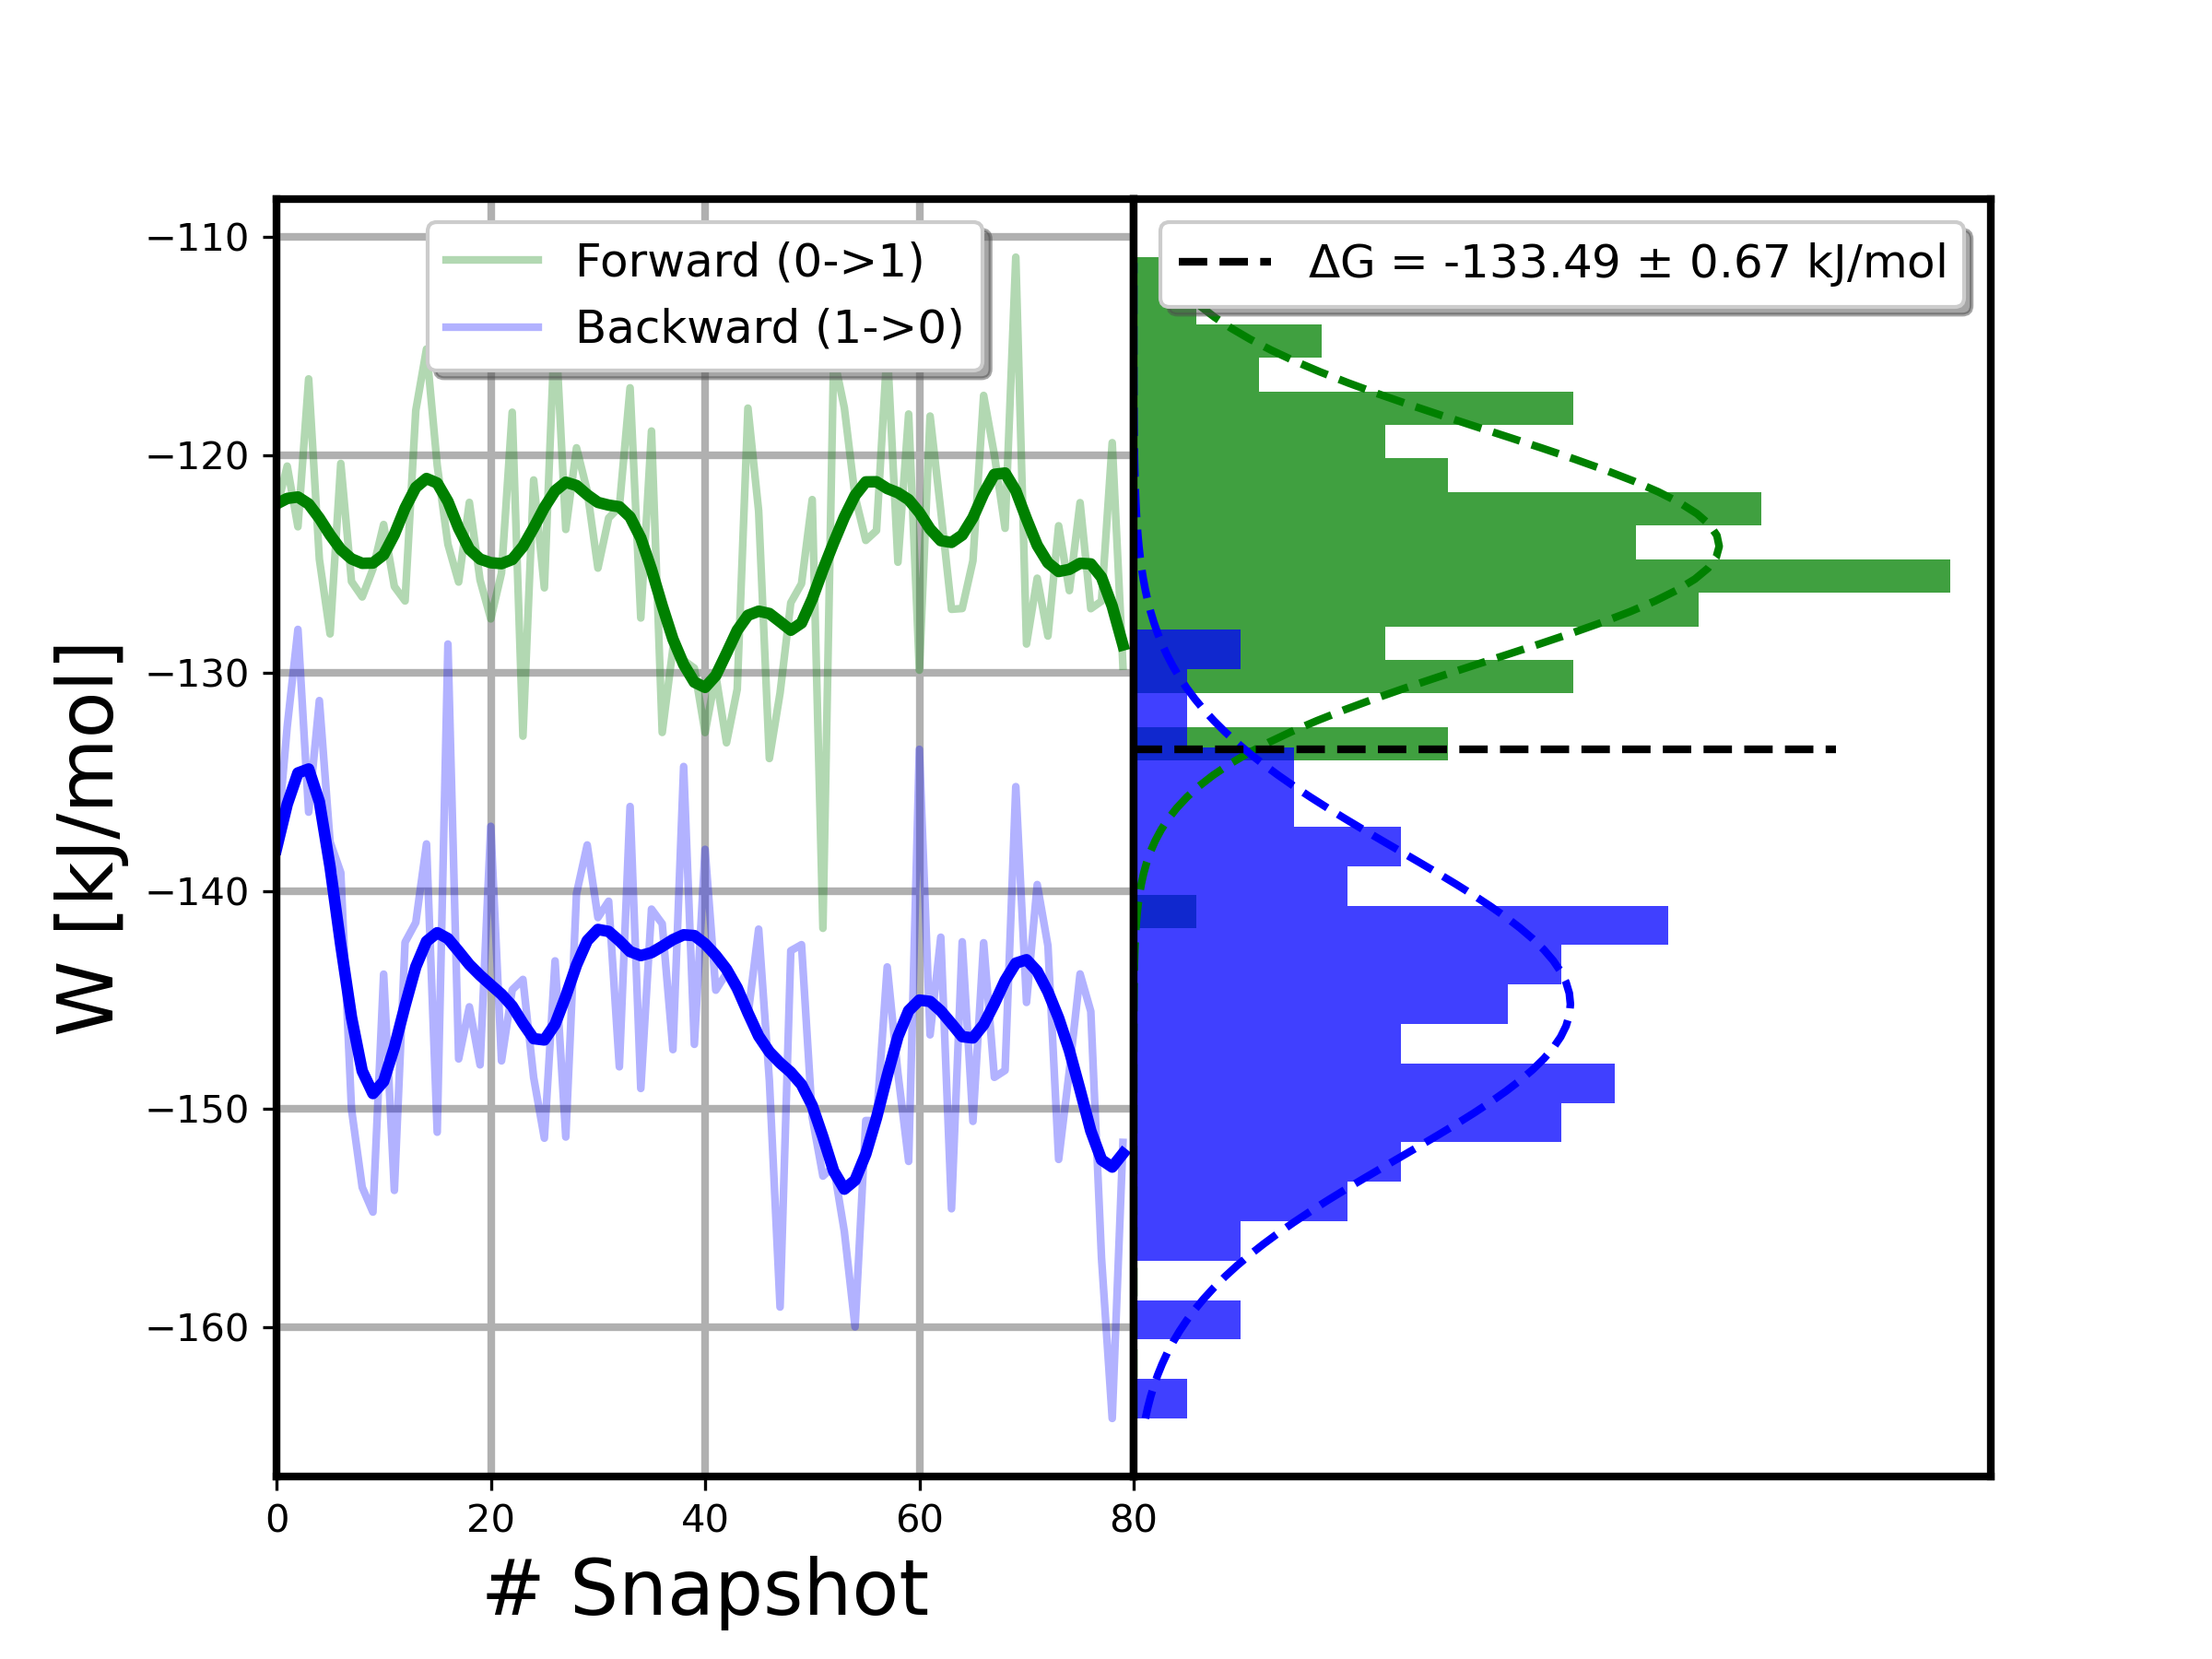 Forward (0->1)
Backward (1->0)
ΔG = -133.49 ± 0.67 kJ/mol
−110
−120
−130
−140
−150
−160
W [kJ/mol]
0 20 40 60 80
# Snapshot